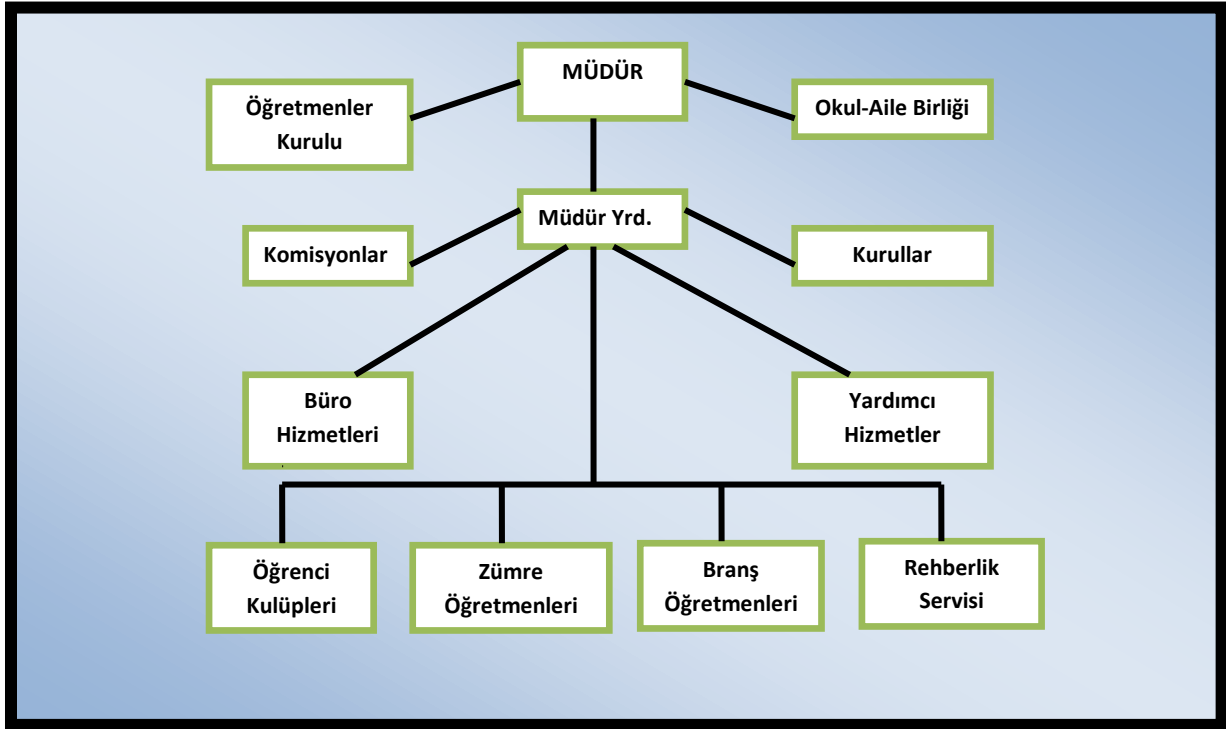 MÜDÜR
Öğretmenler
Kurulu
Okul-Aile Birliği
Müdür Yrd.
Komisyonlar
Kurullar
Büro
Hizmetleri
Yardımcı
Hizmetler
Öğrenci
Kulüpleri
Zümre
Öğretmenleri
Branş
Öğretmenleri
Rehberlik
Servisi